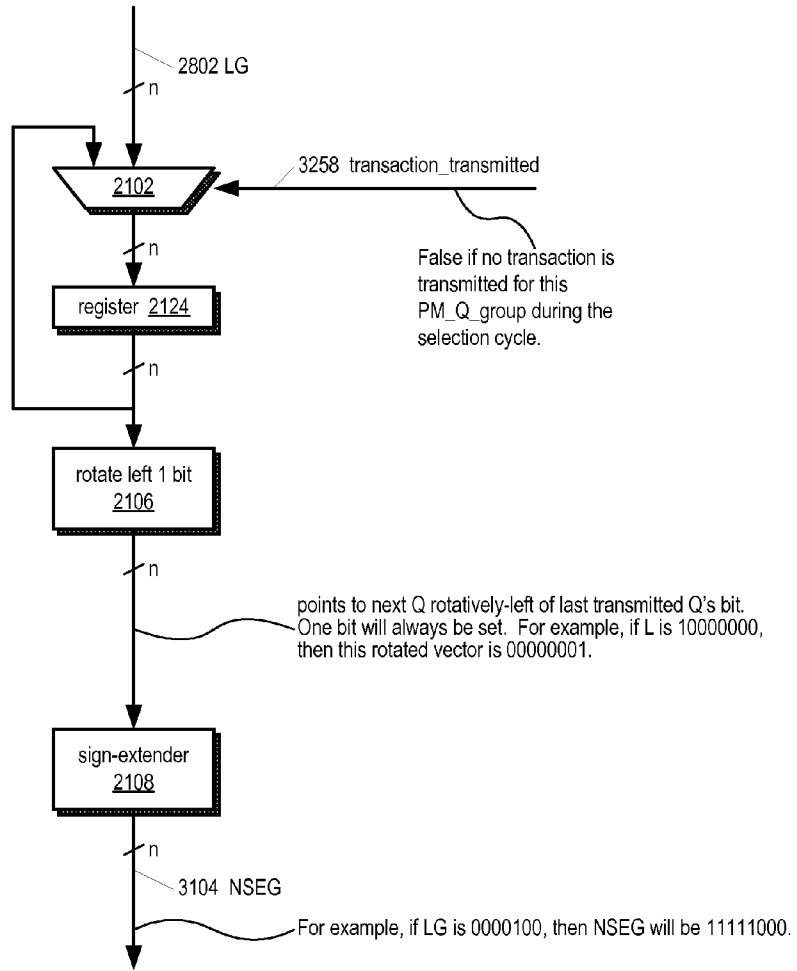 2802 LG
n
3258 transaction_transmitted
2102
False if no transaction is
transmitted for this
PM_Q_group during the
selection cycle.
n
register 2124
n
rotate left 1 bit
2106
n
points to next Q rotatively-left of last transmitted Q's bit.
One bit will always be set. For example, if L is 10000000,
then this rotated vector is 00000001.
sign-extender
2108
n
3104 NSEG
For example, if LG is 0000100, then NSEG will be 11111000.